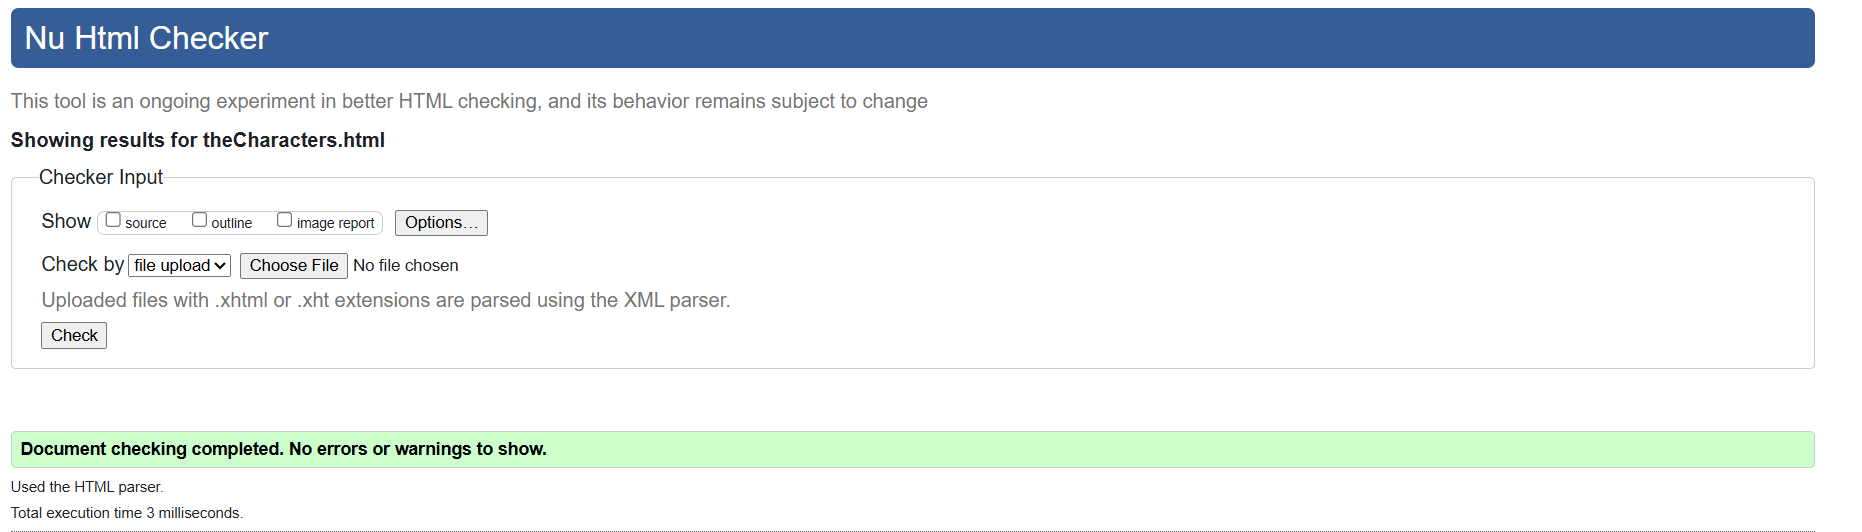 Nu Html Checker
This tool is an ongoing experiment in better HTML checking, and its behavior remains subject to change
Showing results for theCharacters.html
Checker Input
Show source outline image report Options…
Check by file upload Choose File No file chosen
Uploaded files with .xhtml or .xht extensions are parsed using the XML parser.
Check
Document checking completed. No errors or warnings to show.
Used the HTML parser.
Total execution time 3 milliseconds.